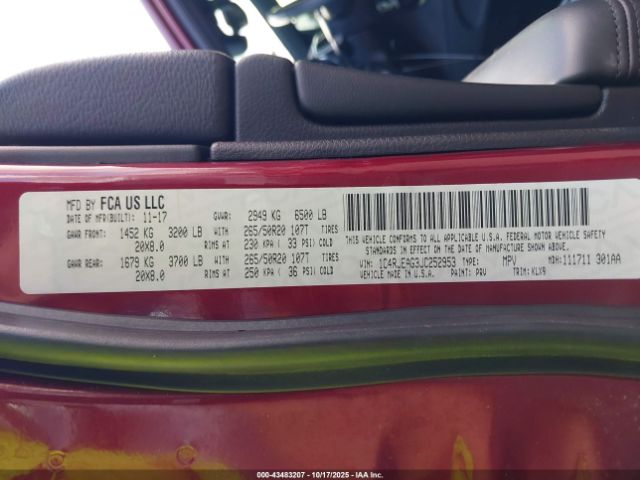 MFD BY FCA US LLC
DATE OF MFR(BUILT): 11-17 GVWR: 2949 KG 6500 LB
GAWR FRONT: 1452 KG 3200 LB WITH 265/50R20 107T TIRES
20X8.0 RIMS AT 230 KPA ( 33 PSI) COLD
GAWR REAR: 1679 KG 3700 LB WITH 265/50R20 107T TIRES
20X8.0 RIMS AT 250 KPA ( 36 PSI) COLD
THIS VEHICLE CONFORMS TO ALL APPLICABLE U.S.A. FEDERAL MOTOR VEHICLE SAFETY
STANDARDS IN EFFECT ON THE DATE OF MANUFACTURE SHOWN ABOVE.
VIN: 1C4RJEAG3JC252953 TYPE: MPV MDH: 111711 301AA
VEHICLE MADE IN U.S.A. PAINT: PRV TRIM: KLX9
000-43483207 - 10/17/2025 - IAAI.CA